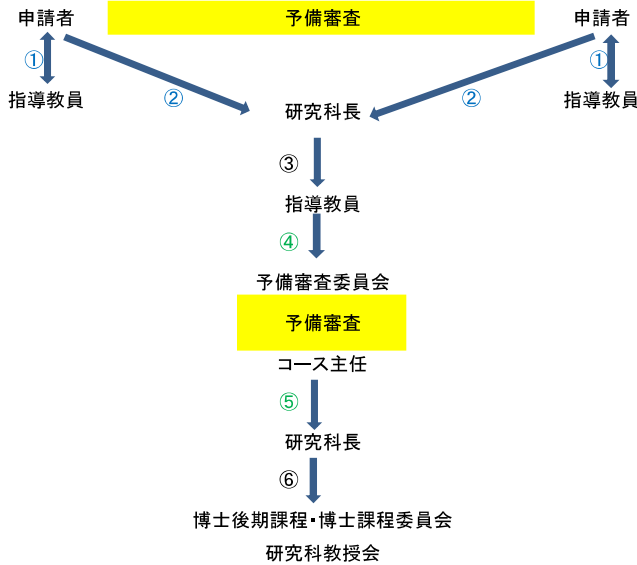 申請者
予備審査
申請者
①
①
指導教員
②
②
指導教員
研究科長
③
指導教員
④
予備審査委員会
予備審査
コース主任
⑤
研究科長
⑥
博士後期課程・博士課程委員会
研究科教授会